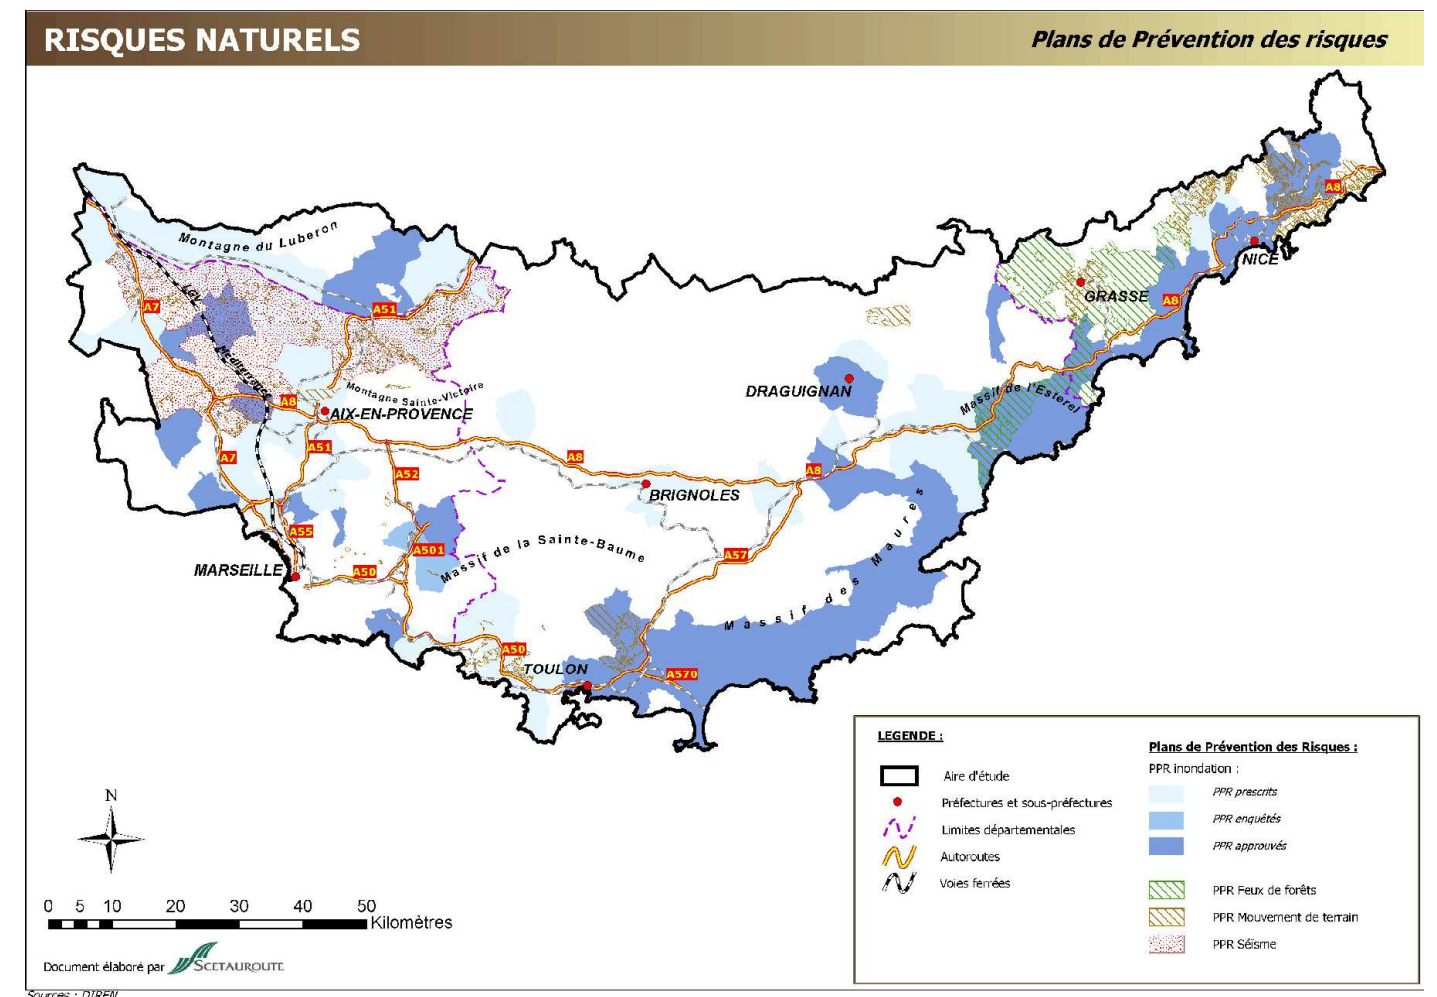 RISQUES NATURELS
Plans de Prévention des risques
Montagne du Luberon
LGV
Méditerranée
A7
A51
A8
Montagne Sainte-Victoire
AIX-EN-PROVENCE
A7
A51
A52
A8
BRIGNOLES
DRAGUIGNAN
A8
Massif de l'Esterel
GRASSE
A8
NICE
A8
A55
A501
MARSEILLE
A50
Massif de la Sainte-Baume
A57
Massif des Maures
A50
TOULON
A570
LEGENDE :
Aire d'étude
Préfectures et sous-préfectures
Limites départementales
Autoroutes
Voies ferrées
Plans de Prévention des Risques :
PPR inondation :
PPR prescrits
PPR enquêtés
PPR approuvés
PPR Feux de forêts
PPR Mouvement de terrain
PPR Séïsme
N
0 5 10 20 30 40 50
Kilomètres
Document élaboré par SCETAUROUTE
Sources : DIREN